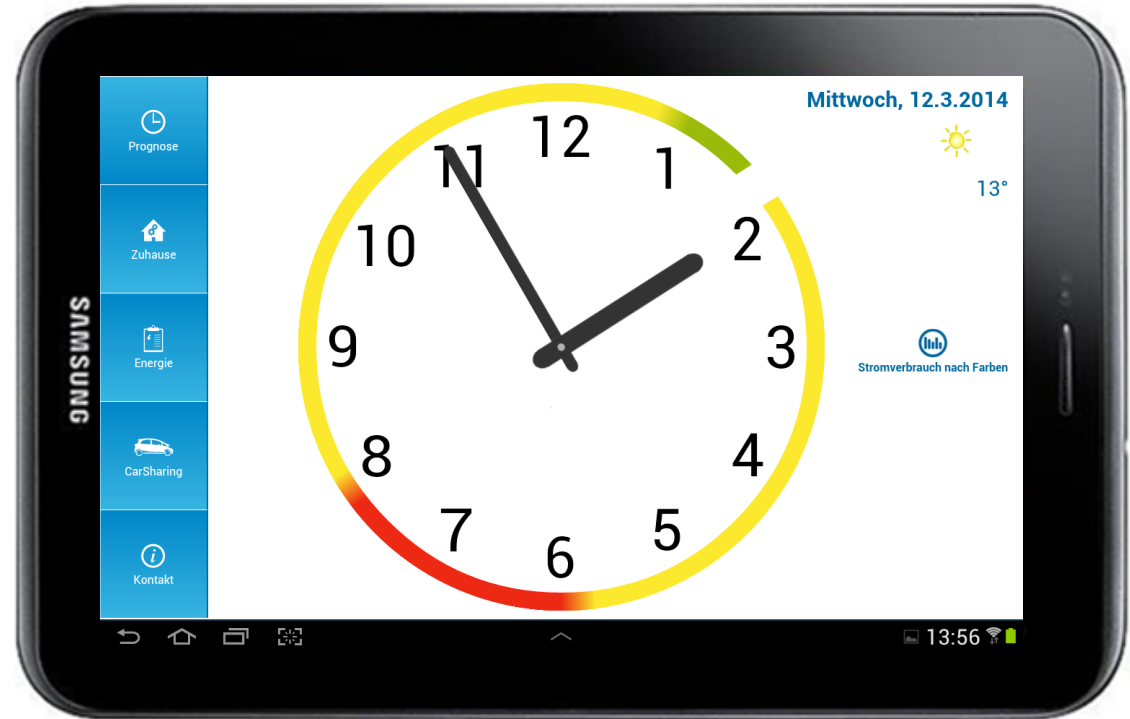 SAMSUNG
Prognose
Zuhause
Energie
CarSharing
Kontakt
12
1
2
3
4
5
6
7
8
9
10
11
Mittwoch, 12.3.2014
13°
Stromverbrauch nach Farben
13:56